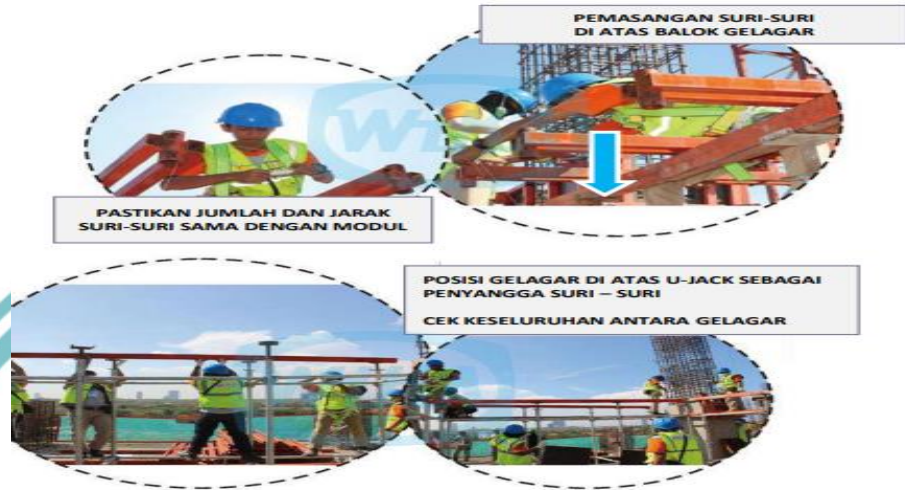 PEMASANGAN SURI-SURI
DI ATAS BALOK GELAGAR
PASTIKAN JUMLAH DAN JARAK
SURI-SURI SAMA DENGAN MODUL
POSISI GELAGAR DI ATAS U-JACK SEBAGAI
PENYANGGA SURI – SURI
CEK KESELURUHAN ANTARA GELAGAR